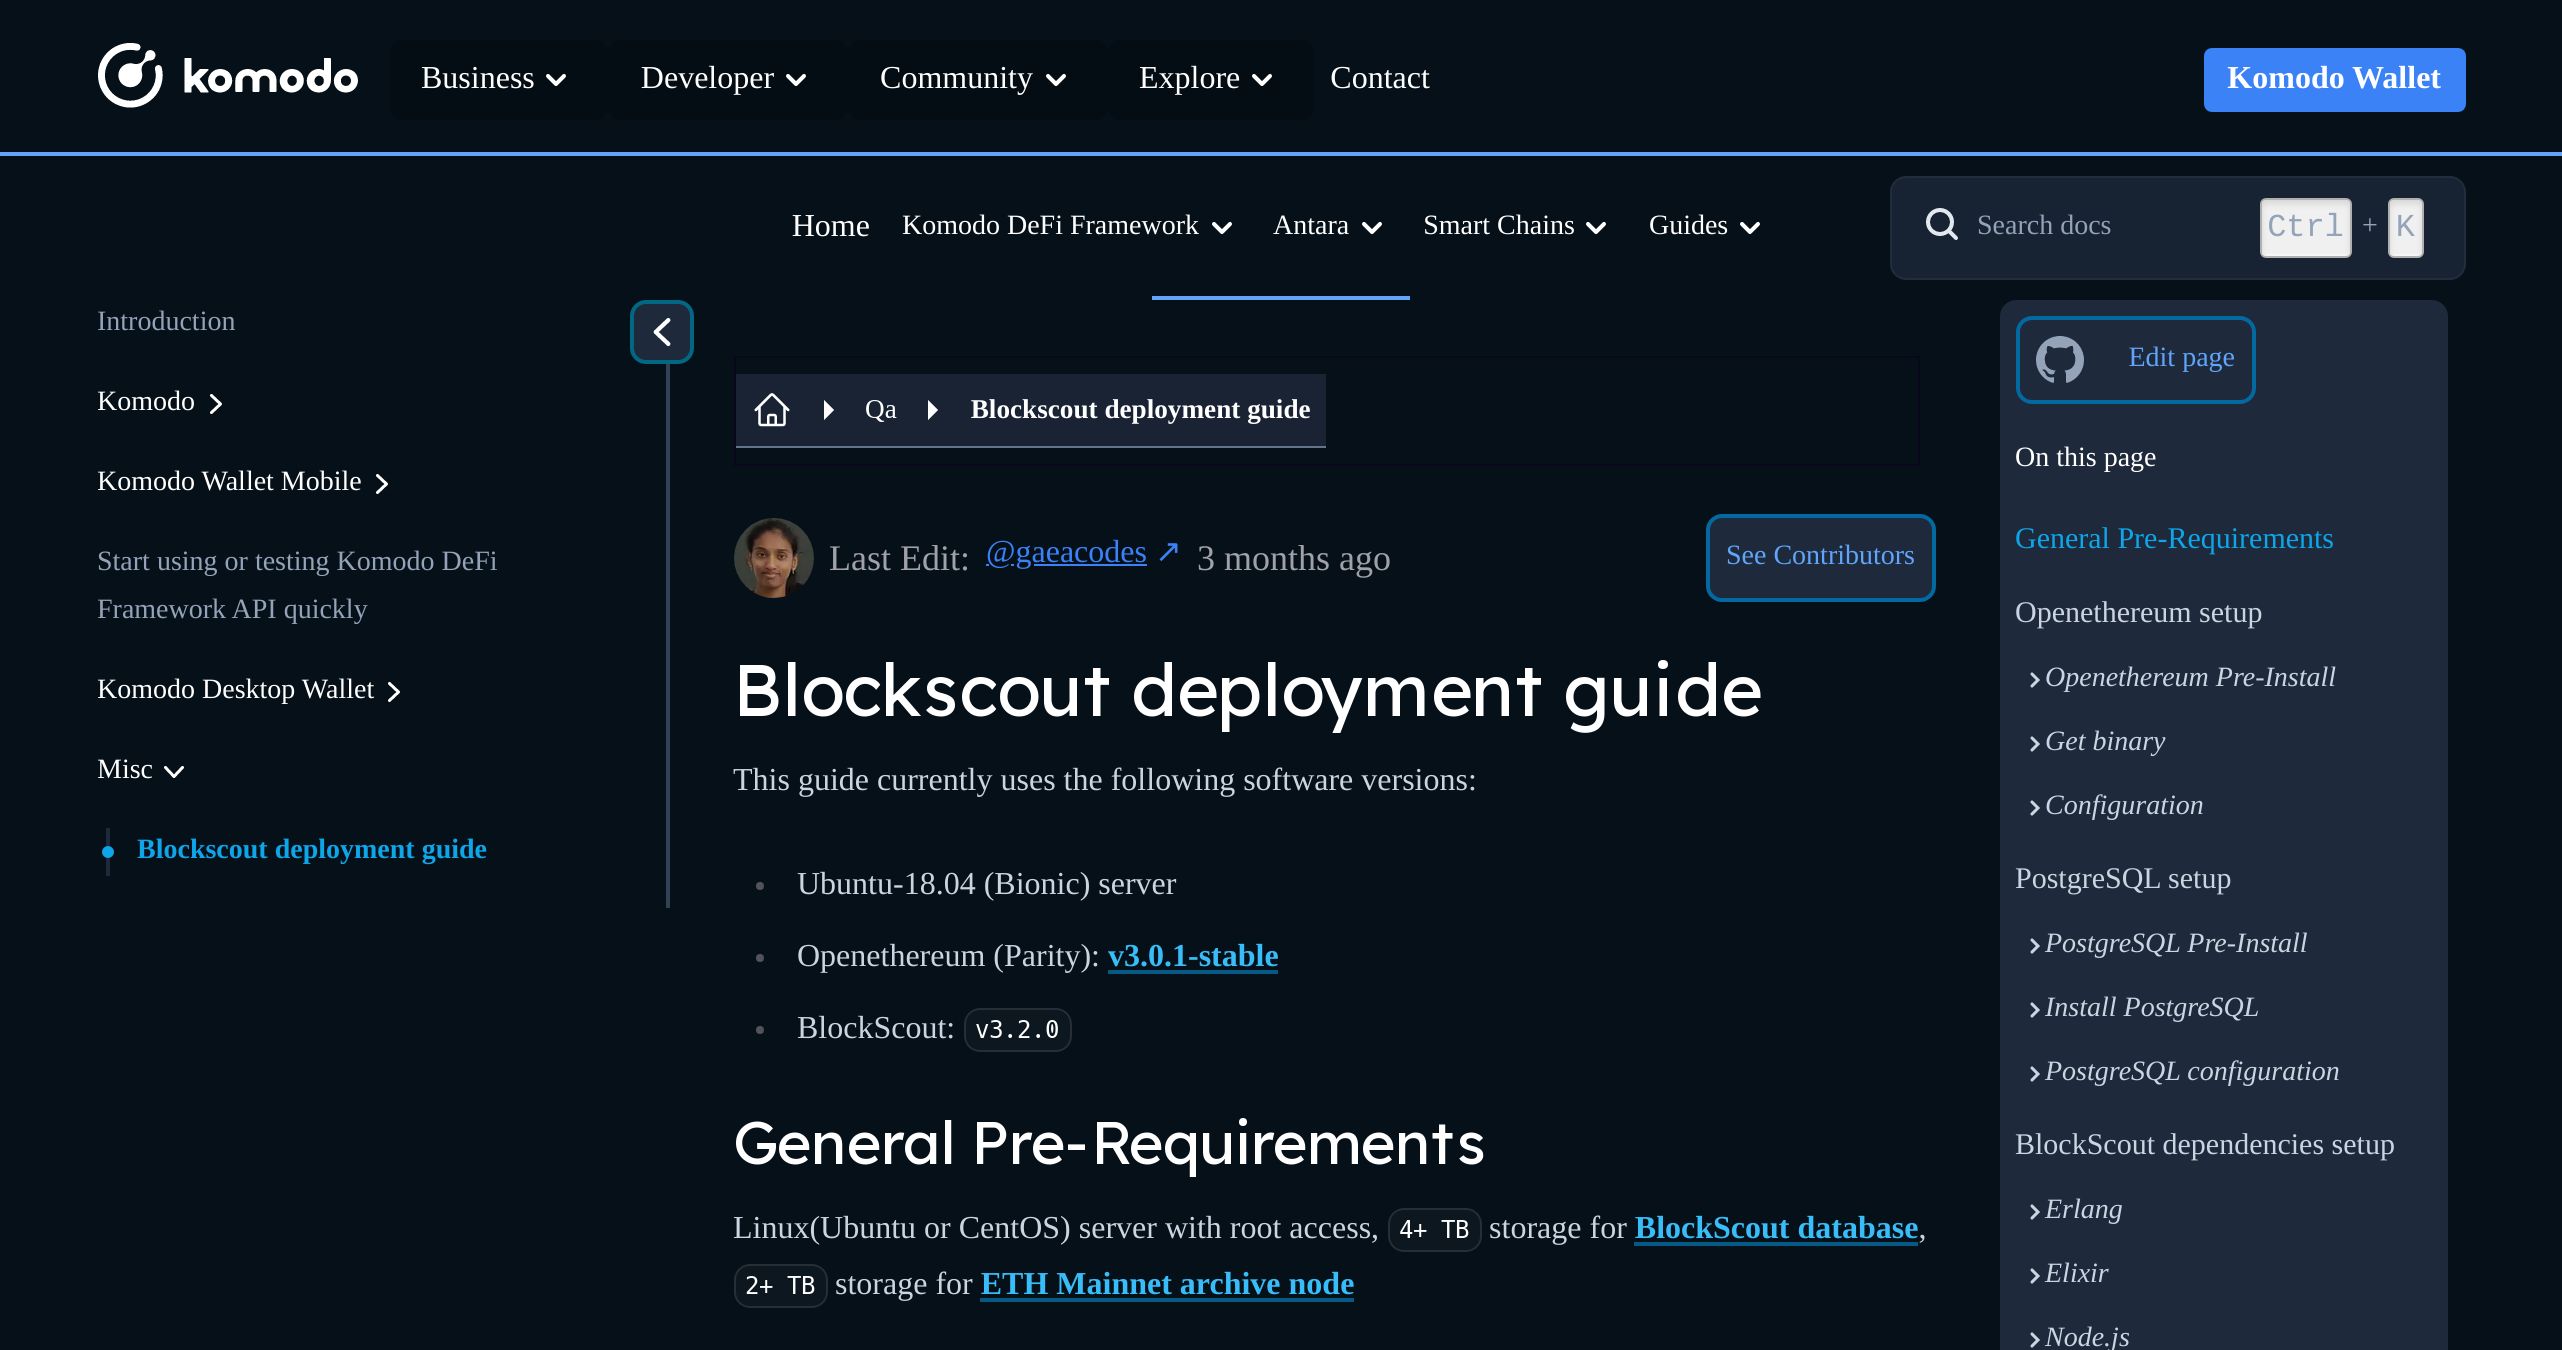 komodo Business Developer Community Explore Contact Komodo Wallet
Home Komodo DeFi Framework Antara Smart Chains Guides Search docs Ctrl + K
Introduction
Komodo
Komodo Wallet Mobile
Start using or testing Komodo DeFi
Framework API quickly
Komodo Desktop Wallet
Misc
Blockscout deployment guide
Qa Blockscout deployment guide
Last Edit: @gaeacodes ↗ 3 months ago See Contributors
Blockscout deployment guide
This guide currently uses the following software versions:
Ubuntu-18.04 (Bionic) server
Openethereum (Parity): v3.0.1-stable
BlockScout: v3.2.0
General Pre-Requirements
Linux(Ubuntu or CentOS) server with root access, 4+ TB storage for BlockScout database,
2+ TB storage for ETH Mainnet archive node
Edit page
On this page
General Pre-Requirements
Openethereum setup
Openethereum Pre-Install
Get binary
Configuration
PostgreSQL setup
PostgreSQL Pre-Install
Install PostgreSQL
PostgreSQL configuration
BlockScout dependencies setup
Erlang
Elixir
Node.js